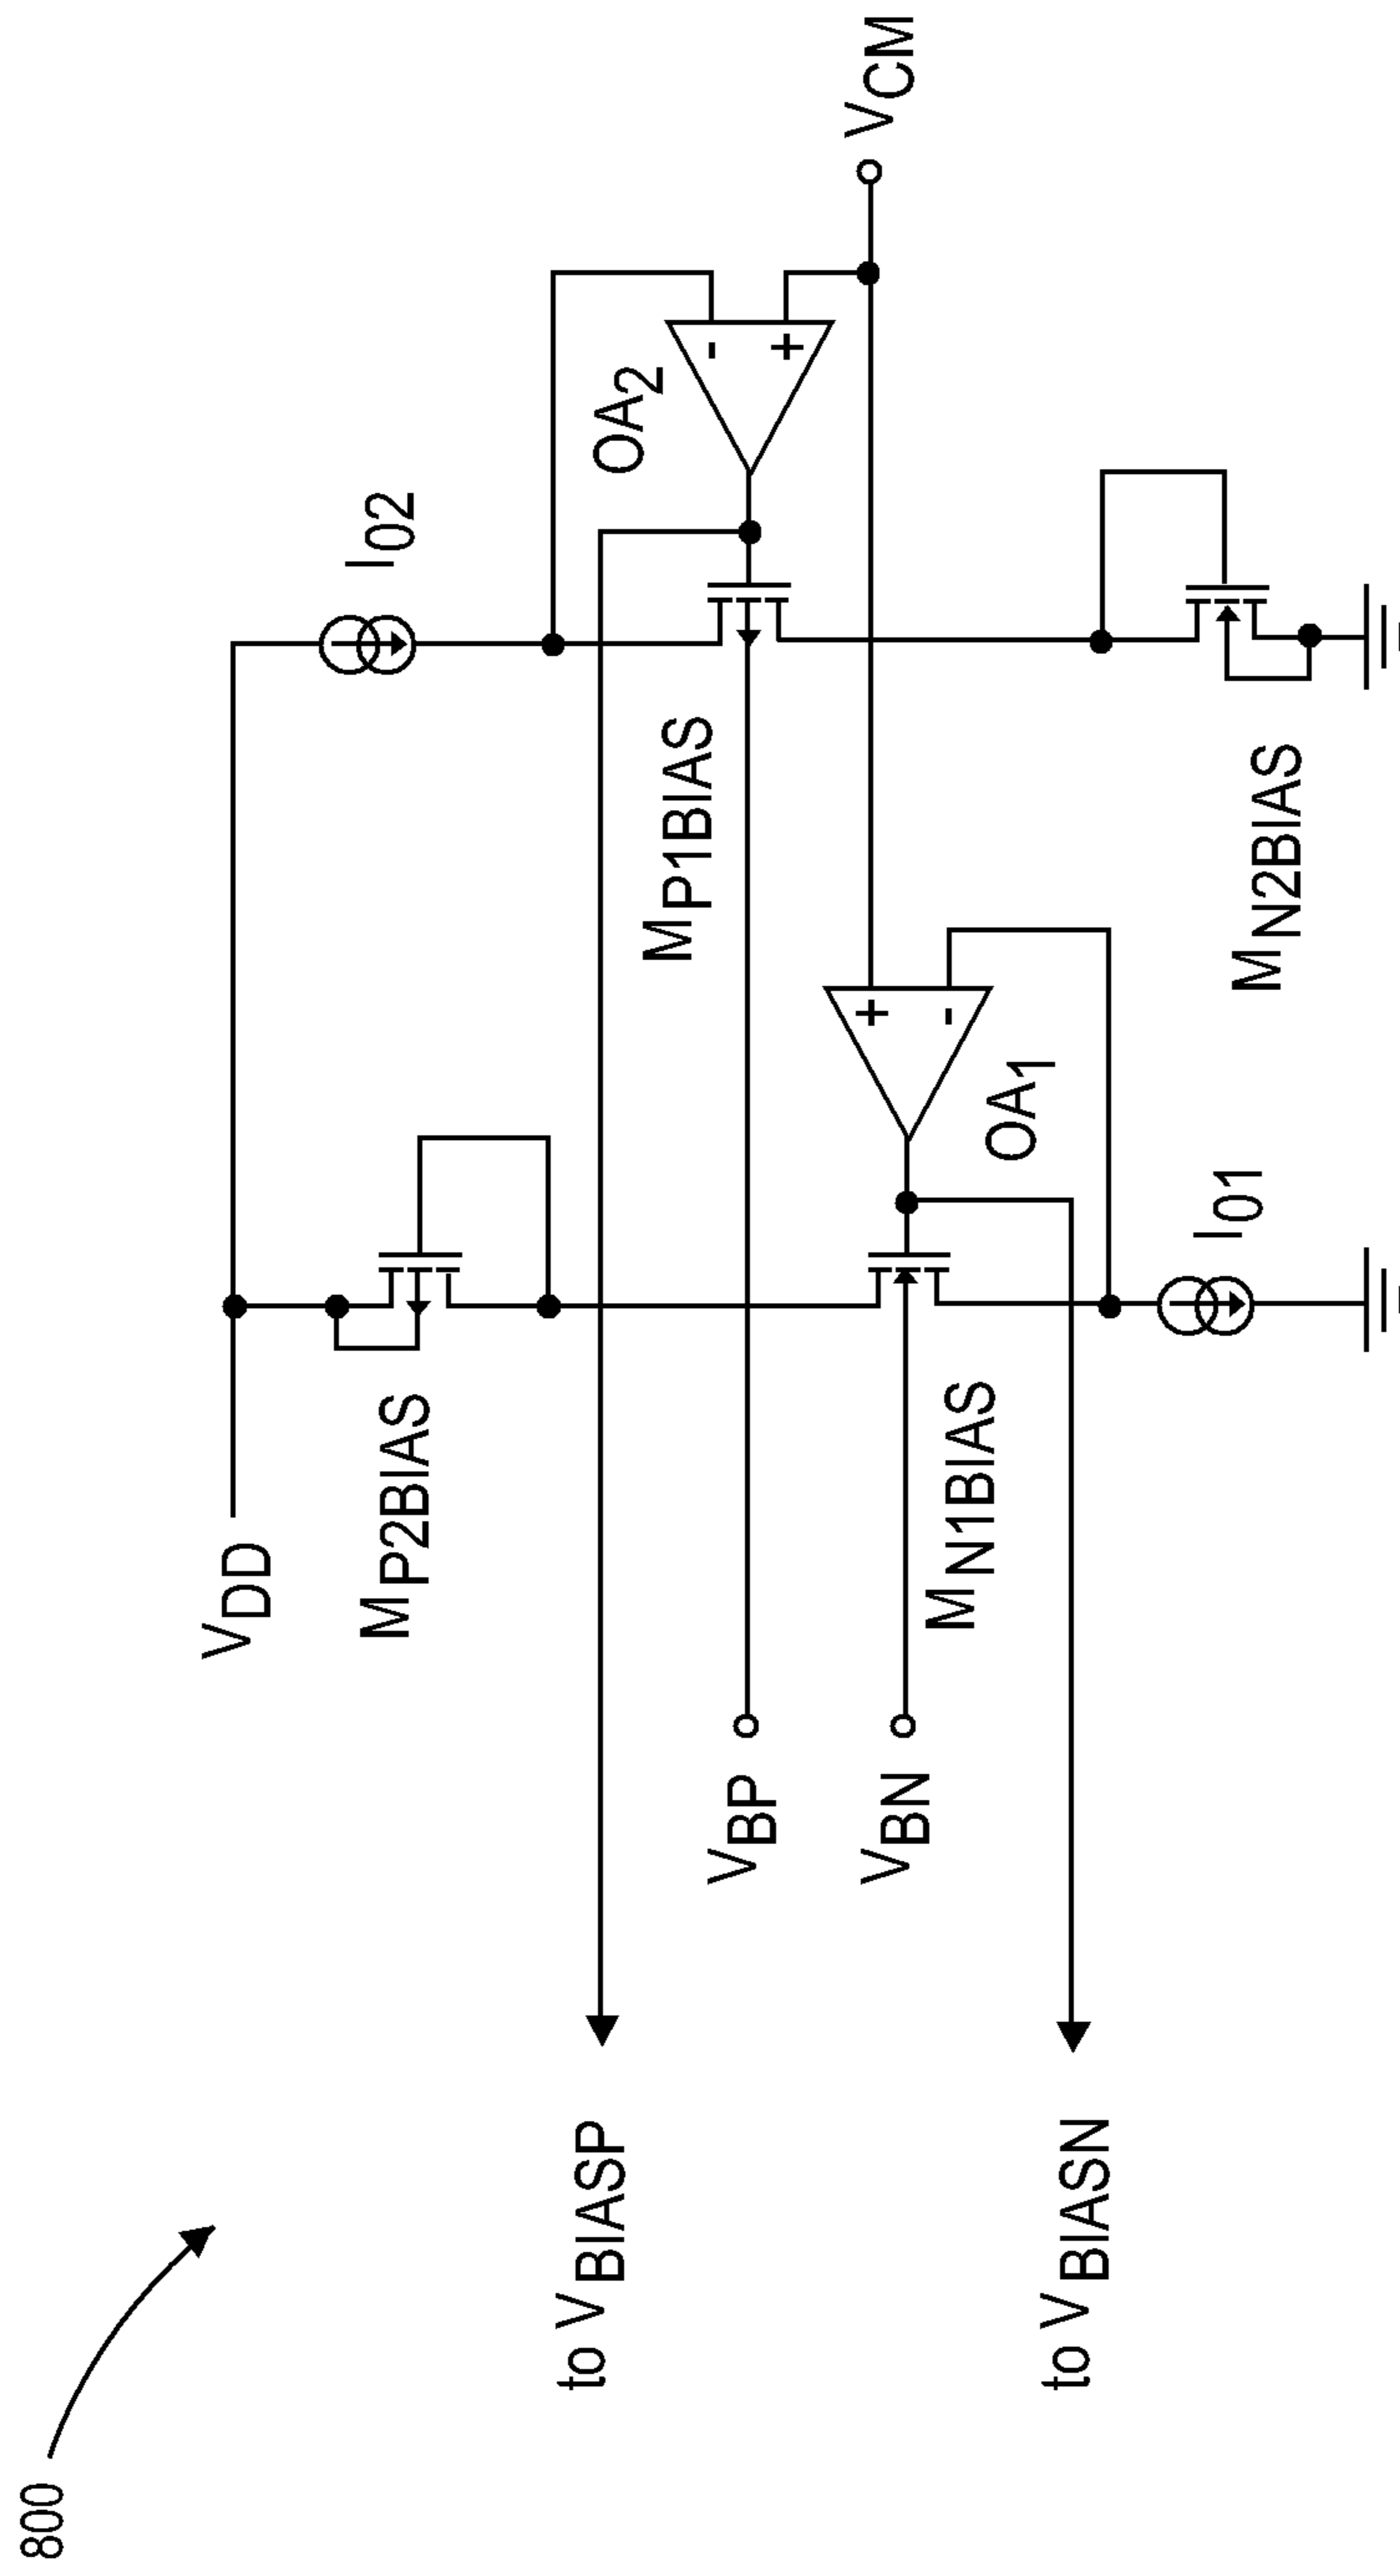 800
VDD
I02
MP2BIAS
OA2
-
+
to VBIASP
MP1BIAS
VBP
VCM
VBN
+
-
MN1BIAS
OA1
to VBIASN
I01
MN2BIAS